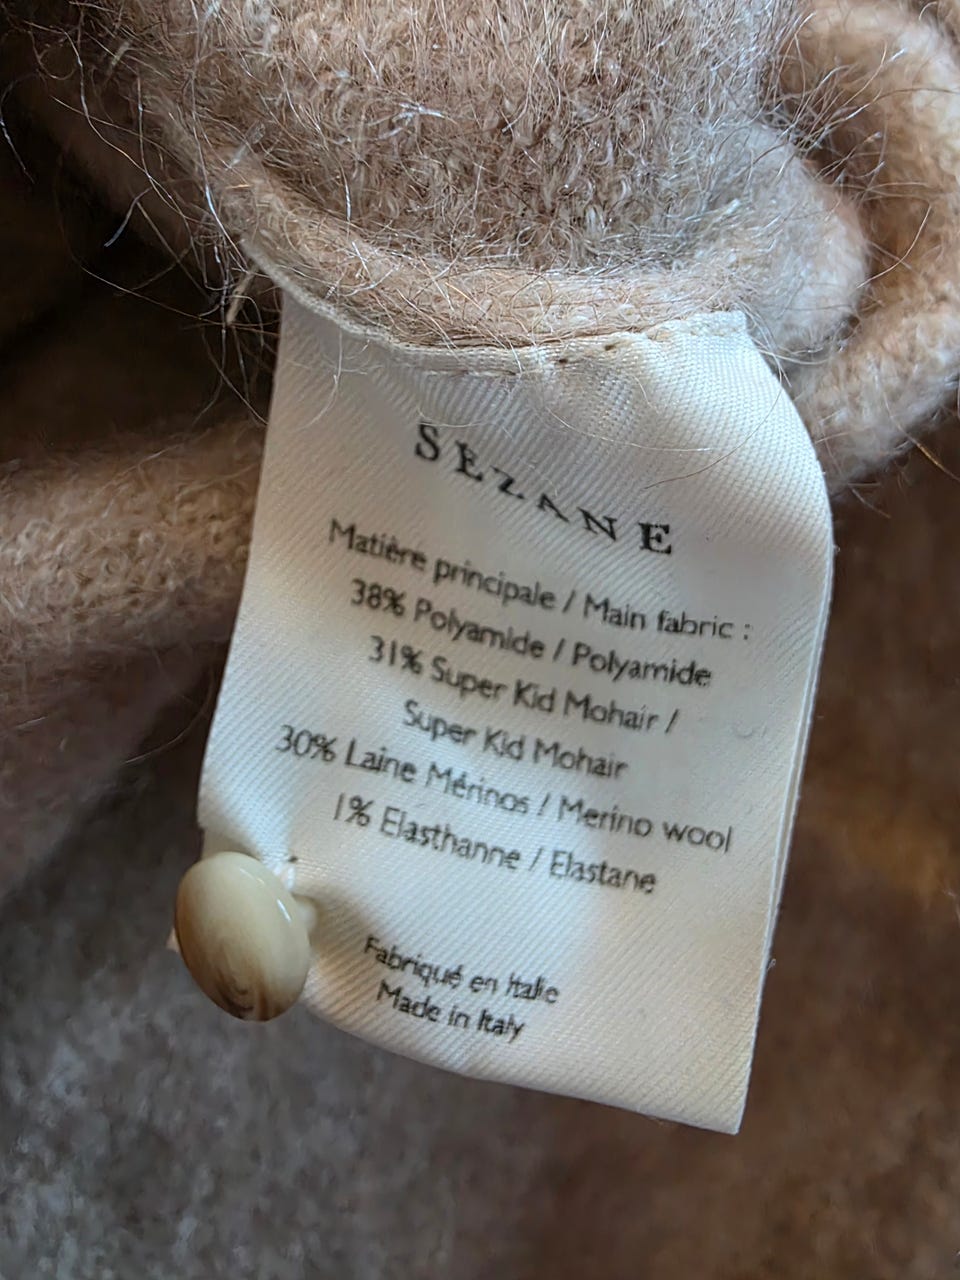 SÉZANE
Matière principale / Main fabric :
38% Polyamide / Polyamide
31% Super Kid Mohair /
Super Kid Mohair
30% Laine Mérinos / Merino wool
1% Elasthanne / Elastane
Fabriqué en Italie
Made in Italy